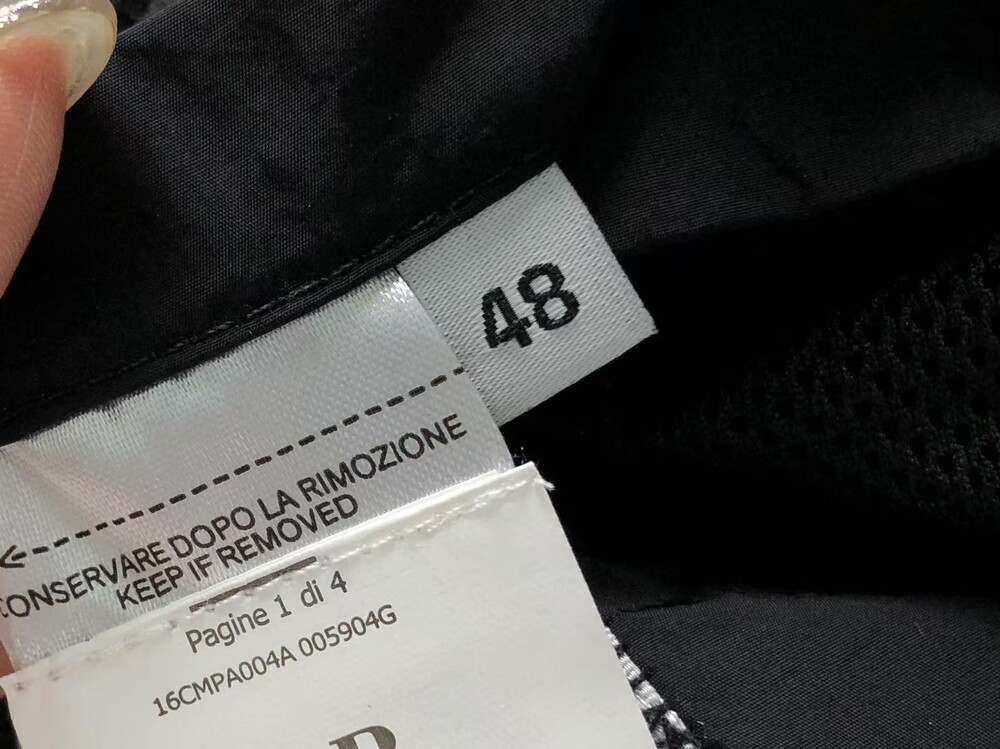 48
CONSERVARE DOPO LA RIMOZIONE
KEEP IF REMOVED
Pagine 1 di 4
16CMPA004A 005904G